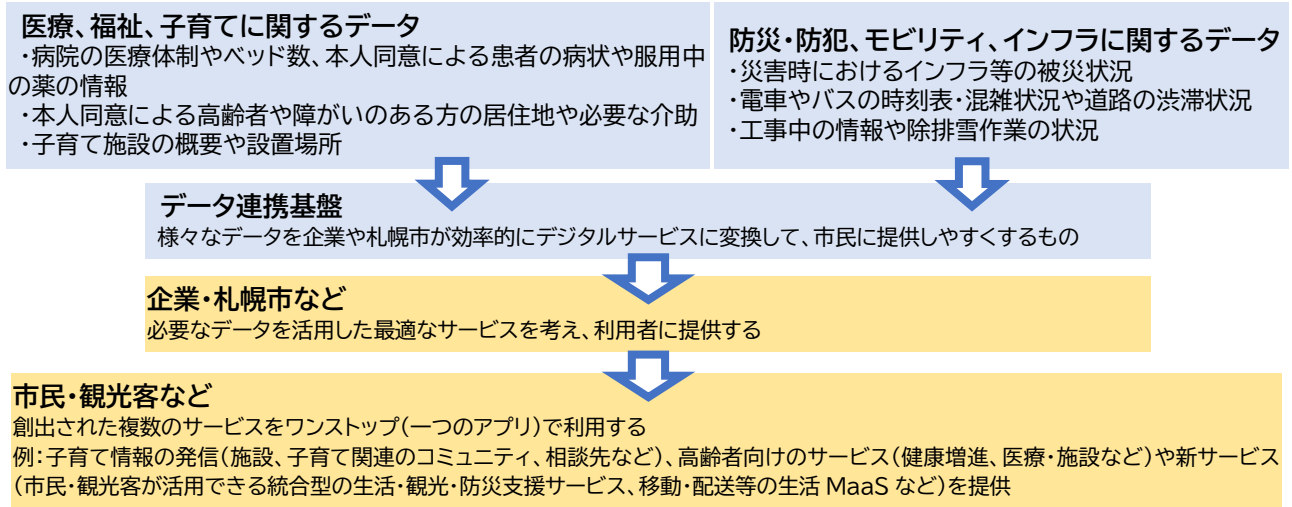 医療、福祉、子育てに関するデータ
・病院の医療体制やベッド数、本人同意による患者の病状や服用中
の薬の情報
・本人同意による高齢者や障がいのある方の居住地や必要な介助
・子育て施設の概要や設置場所
防災・防犯、モビリティ、インフラに関するデータ
・災害時におけるインフラ等の被災状況
・電車やバスの時刻表・混雑状況や道路の渋滞状況
・工事中の情報や除排雪作業の状況
データ連携基盤
様々なデータを企業や札幌市が効率的にデジタルサービスに変換して、市民に提供しやすくするもの
企業・札幌市など
必要なデータを活用した最適なサービスを考え、利用者に提供する
市民・観光客など
創出された複数のサービスをワンストップ(一つのアプリ)で利用する
例:子育て情報の発信(施設、子育て関連のコミュニティ、相談先など)、高齢者向けのサービス(健康増進、医療・施設など)や新サービス
(市民・観光客が活用できる統合型の生活・観光・防災支援サービス、移動・配送等の生活 MaaS など)を提供